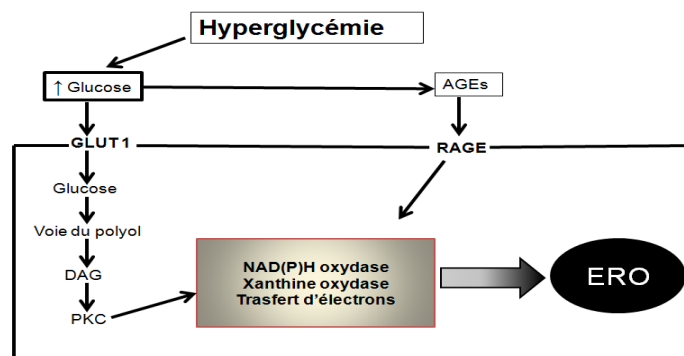 Hyperglycémie
↑ Glucose
AGEs
GLUT1
RAGE
Glucose
Voie du polyol
DAG
PKC
NAD(P)H oxydase
Xanthine oxydase
Trasfert d'électrons
ERO